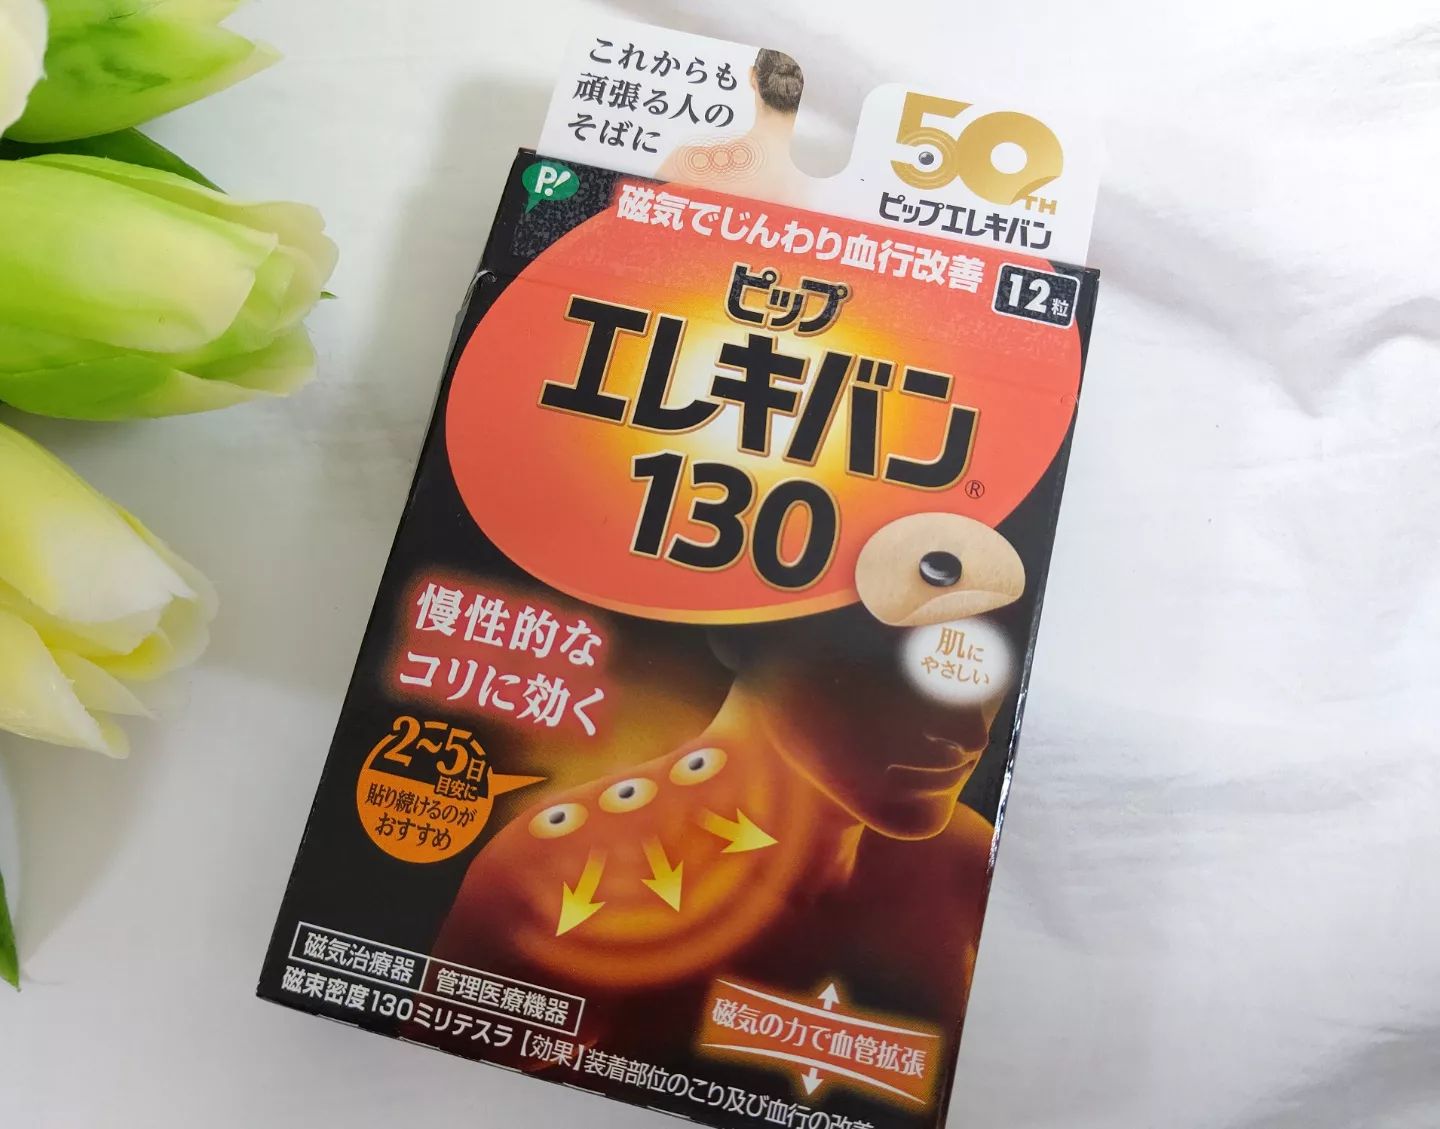 これからも
頑張る人の
そばに
50TH
ピップエレキバン
P!
磁気でじんわり血行改善
12粒
ピップ
エレキバン®
130
肌に
やさしい
慢性的な
コリに効く
2~5日
目安に
貼り続けるのが
おすすめ
磁気治療器
管理医療機器
磁束密度130ミリテスラ【効果】装着部位のこり及び血行の改善
磁気の力で血管拡張